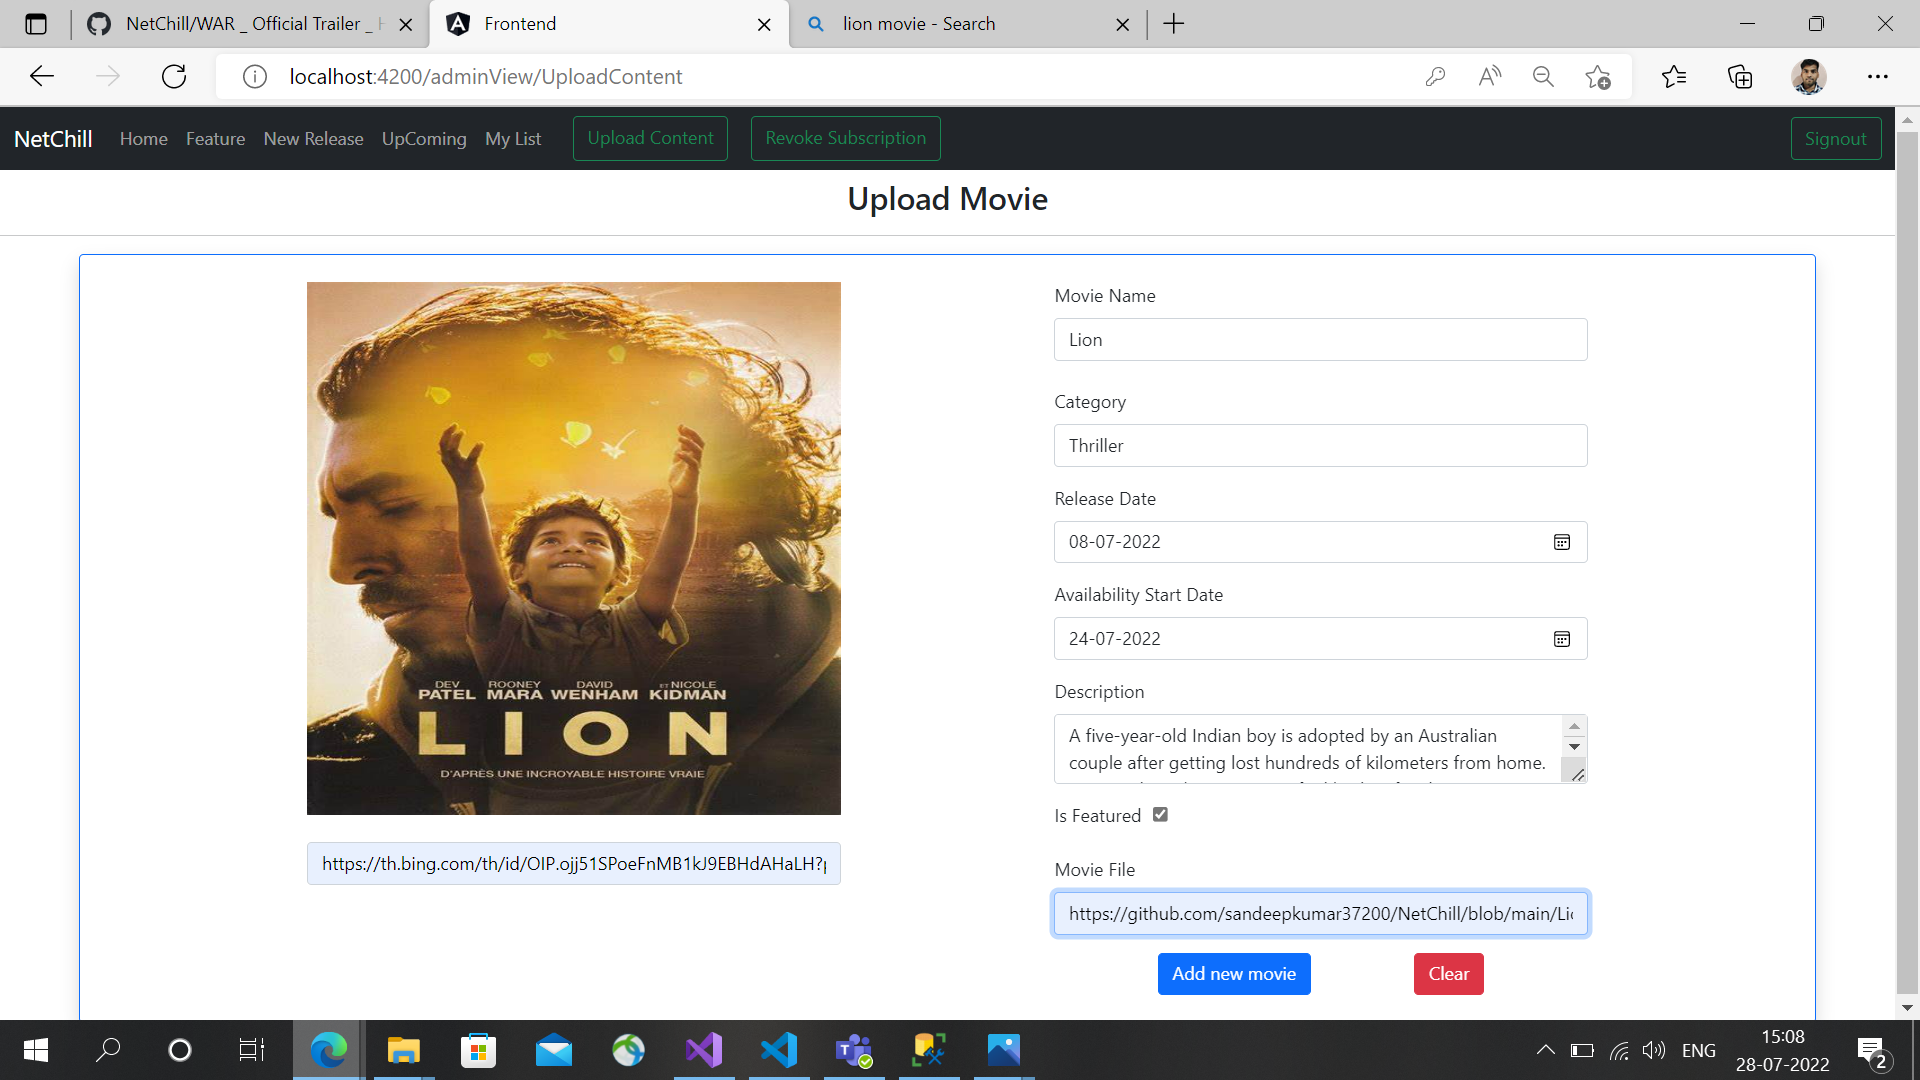 NetChill/WAR _ Official Trailer _
Frontend
lion movie - Search
localhost:4200/adminView/UploadContent
NetChill Home Feature New Release UpComing My List Upload Content Revoke Subscription Signout
Upload Movie
DEV ROONEY DAVID ET NICOLE
PATEL MARA WENHAM KIDMAN
LION
D'APRÈS UNE INCROYABLE HISTOIRE VRAIE
https://th.bing.com/th/id/OIP.ojj51SPoeFnMB1kJ9EBHdAHaLH?
Movie Name
Lion
Category
Thriller
Release Date
08-07-2022
Availability Start Date
24-07-2022
Description
A five-year-old Indian boy is adopted by an Australian
couple after getting lost hundreds of kilometers from home.
Is Featured
Movie File
https://github.com/sandeepkumar37200/NetChill/blob/main/Li
Add new movie Clear
ENG
15:08
28-07-2022
2